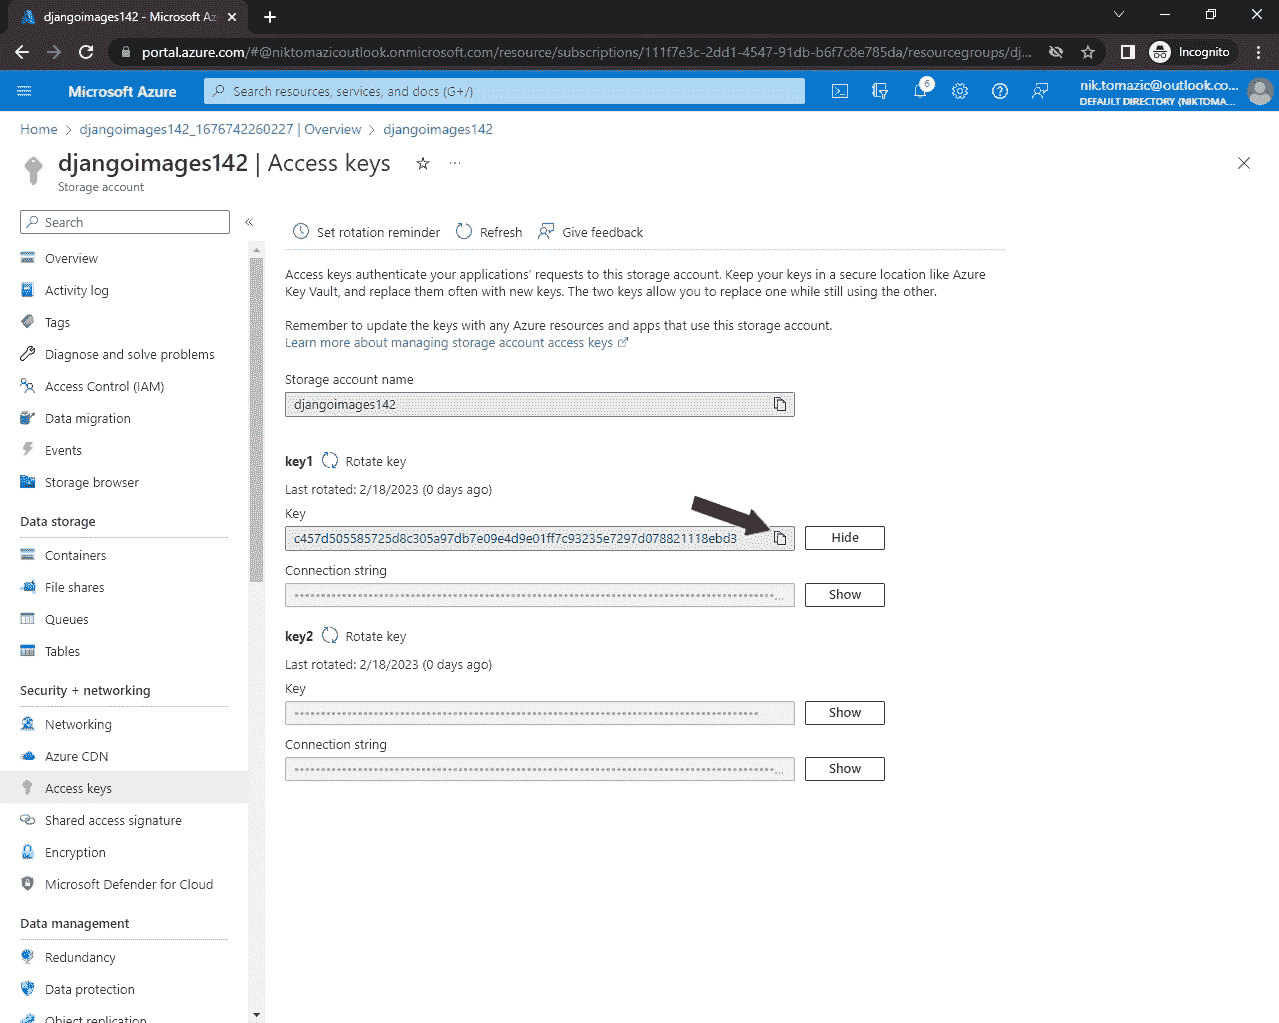 djangoimages142 - Microsoft Az
portal.azure.com/#@niktomazicoutlook.onmicrosoft.com/resource/subscriptions/111f7e3c-2dd1-4547-91db-b6f7c8e785da/resourcegroups/dj...
Incognito
Microsoft Azure
Search resources, services, and docs (G+/)
6
nik.tomazic@outlook.co...
DEFAULT DIRECTORY (NIKTOMA...
Home > djangoimages142_1676742260227 | Overview > djangoimages142
djangoimages142 | Access keys
...
Storage account
Search
«
Overview
Activity log
Tags
Diagnose and solve problems
Access Control (IAM)
Data migration
Events
Storage browser
Data storage
Containers
File shares
Queues
Tables
Security + networking
Networking
Azure CDN
Access keys
Shared access signature
Encryption
Microsoft Defender for Cloud
Data management
Redundancy
Data protection
Object replication
Set rotation reminder
Refresh
Give feedback
Access keys authenticate your applications' requests to this storage account. Keep your keys in a secure location like Azure
Key Vault, and replace them often with new keys. The two keys allow you to replace one while still using the other.
Remember to update the keys with any Azure resources and apps that use this storage account.
Learn more about managing storage account access keys
Storage account name
djangoimages142
key1 Rotate key
Last rotated: 2/18/2023 (0 days ago)
Key
c457d505585725d8c305a97db7e09e4d9e01ff7c93235e7297d078821118ebd3
Hide
Connection string
Show
key2 Rotate key
Last rotated: 2/18/2023 (0 days ago)
Key
Show
Connection string
Show